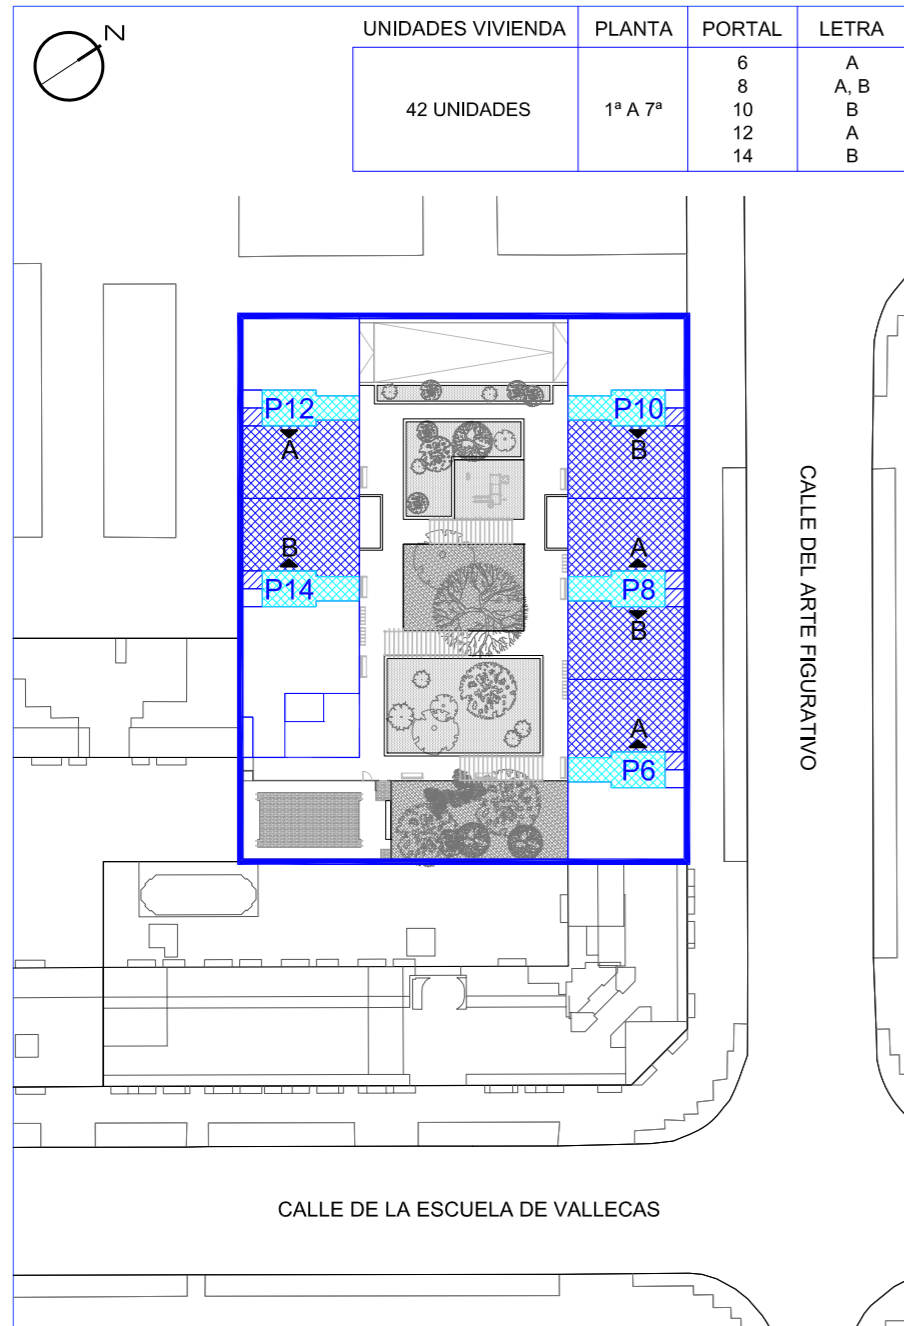 N
UNIDADES VIVIENDA PLANTA PORTAL LETRA
42 UNIDADES 1ª A 7ª
6 A
8 A, B
10 B
12 A
14 B
P12
A
B
P14
P10
B
A
P8
B
A
P6
CALLE DEL ARTE FIGURATIVO
CALLE DE LA ESCUELA DE VALLECAS